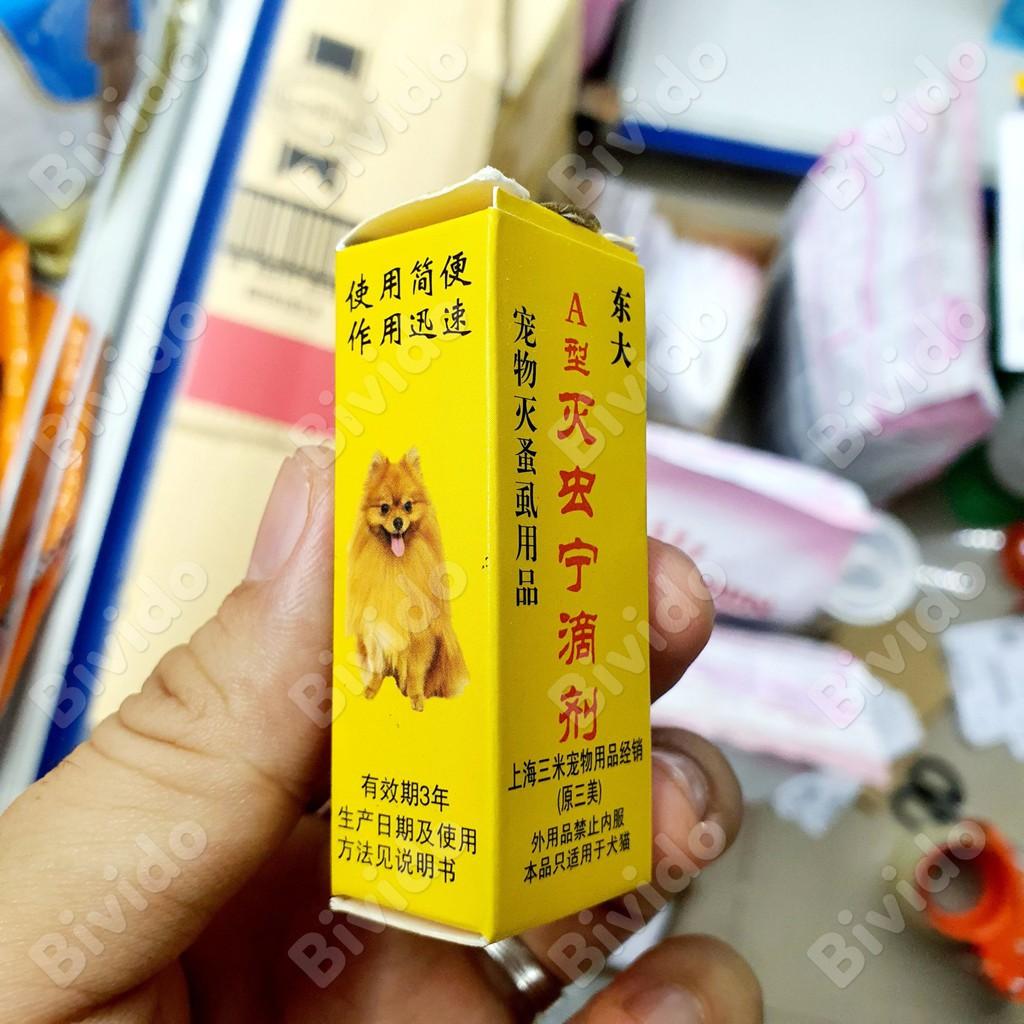 使用简便
作用迅速
有效期3年
生产日期及使用
方法见说明书
东大
A型灭虫宁滴剂
宠物灭蚤虱用品
上海三米宠物用品经销
(原三美)
外用品禁止内服
本品只适用于犬猫
Bivido